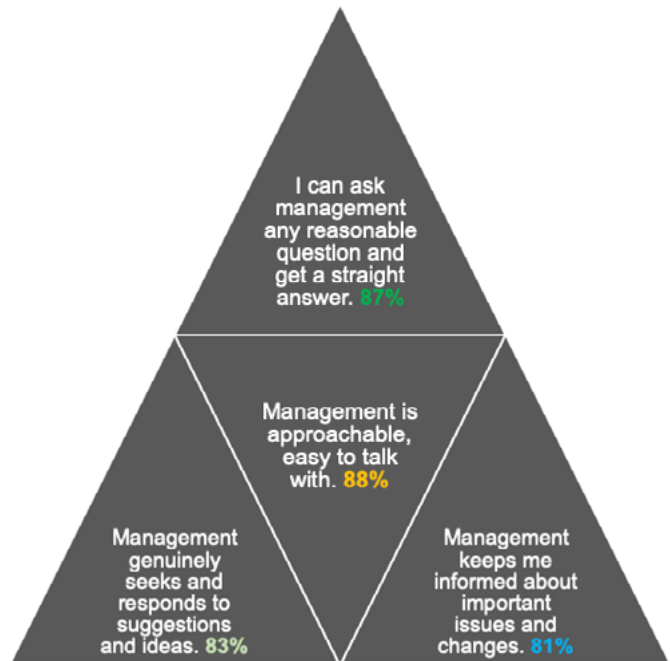 I can ask
management
any reasonable
question and
get a straight
answer. 87%
Management is
approachable,
easy to talk
with. 88%
Management
genuinely
seeks and
responds to
suggestions
and ideas. 83%
Management
keeps me
informed about
important
issues and
changes. 81%